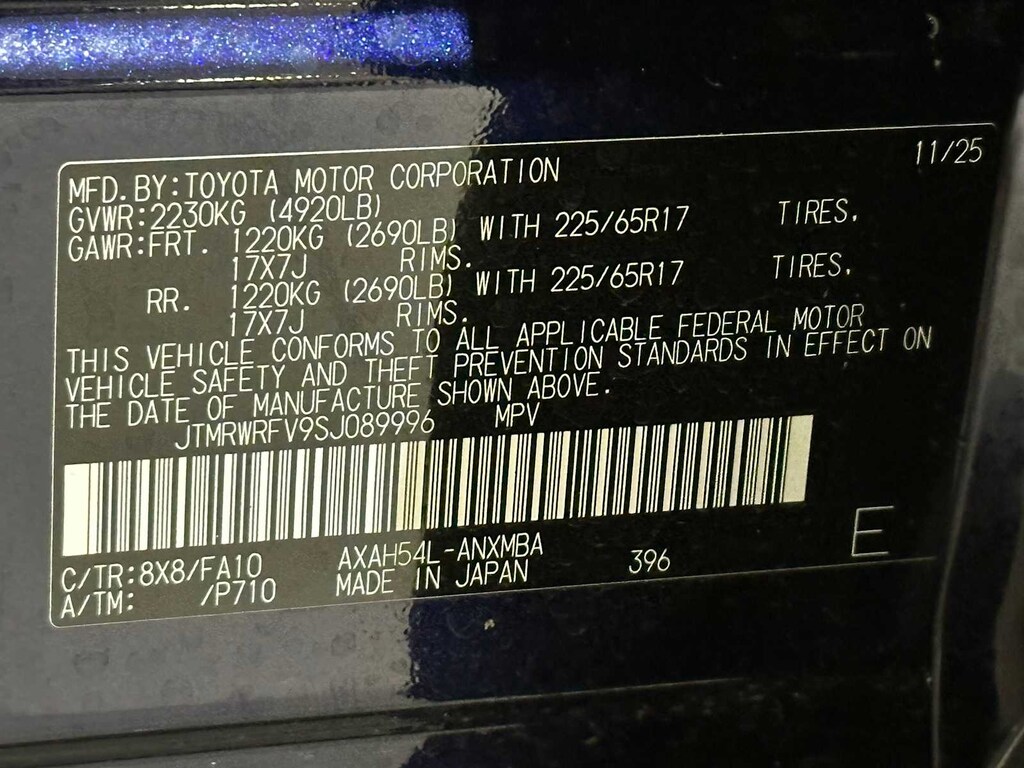 11/25
MFD.BY:TOYOTA MOTOR CORPORATION
GVWR:2230KG (4920LB)
GAWR:FRT. 1220KG (2690LB) WITH 225/65R17 TIRES,
17X7J RIMS.
RR. 1220KG (2690LB) WITH 225/65R17 TIRES,
17X7J RIMS.
THIS VEHICLE CONFORMS TO ALL APPLICABLE FEDERAL MOTOR
VEHICLE SAFETY AND THEFT PREVENTION STANDARDS IN EFFECT ON
THE DATE OF MANUFACTURE SHOWN ABOVE.
JTMRWRFV9SJ089996 MPV
E
C/TR:8X8/FA10 AXAH54L-ANXMBA 396
A/TM: /P710 MADE IN JAPAN